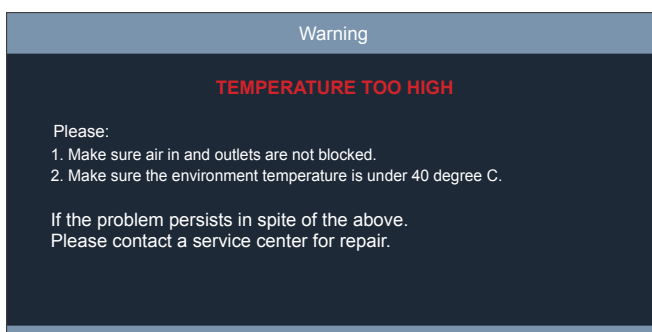 Warning
TEMPERATURE TOO HIGH
Please:
1. Make sure air in and outlets are not blocked.
2. Make sure the environment temperature is under 40 degree C.
If the problem persists in spite of the above.
Please contact a service center for repair.